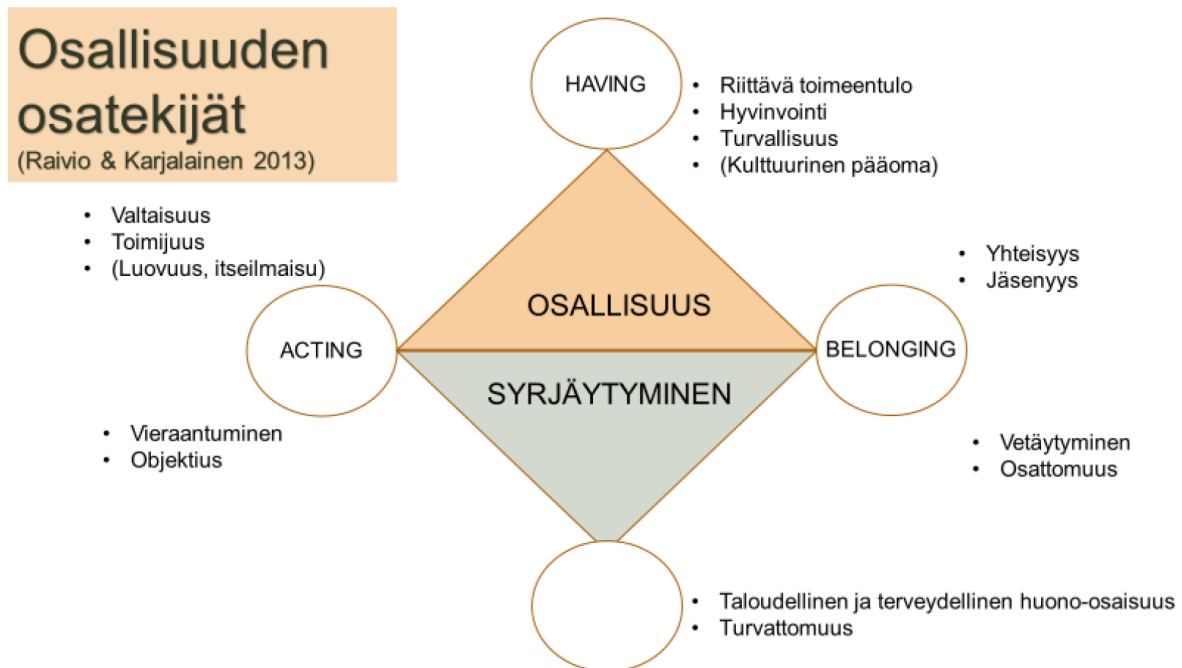 Osallisuuden
osatekijät
(Raivio & Karjalainen 2013)
HAVING
• Riittävä toimeentulo
• Hyvinvointi
• Turvallisuus
• (Kulttuurinen pääoma)
• Valtaisuus
• Toimijuus
• (Luovuus, itseilmaisu)
• Yhteisyys
• Jäsenyys
OSALLISUUS
ACTING
BELONGING
SYRJÄYTYMINEN
• Vieraantuminen
• Objektius
• Vetäytyminen
• Osattomuus
• Taloudellinen ja terveydellinen huono-osaisuus
• Turvattomuus